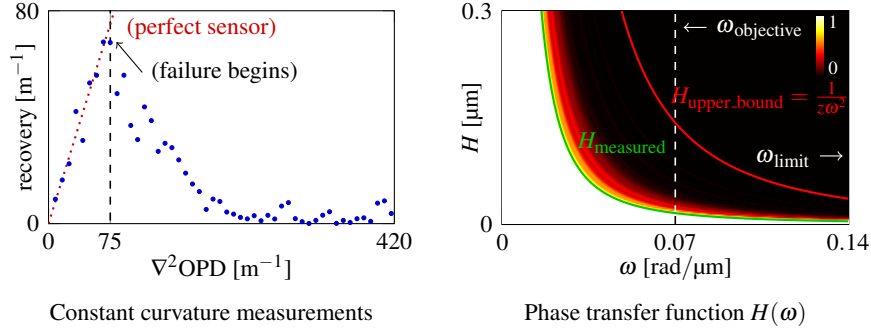 80
recovery [m⁻¹]
0
(perfect sensor)
(failure begins)
0 75 420
∇²OPD [m⁻¹]
Constant curvature measurements
0.3
H [μm]
0
← ω_objective
1
0
H_upper_bound = 1/(zω²)
H_measured
ω_limit →
0 0.07 0.14
ω [rad/μm]
Phase transfer function H(ω)